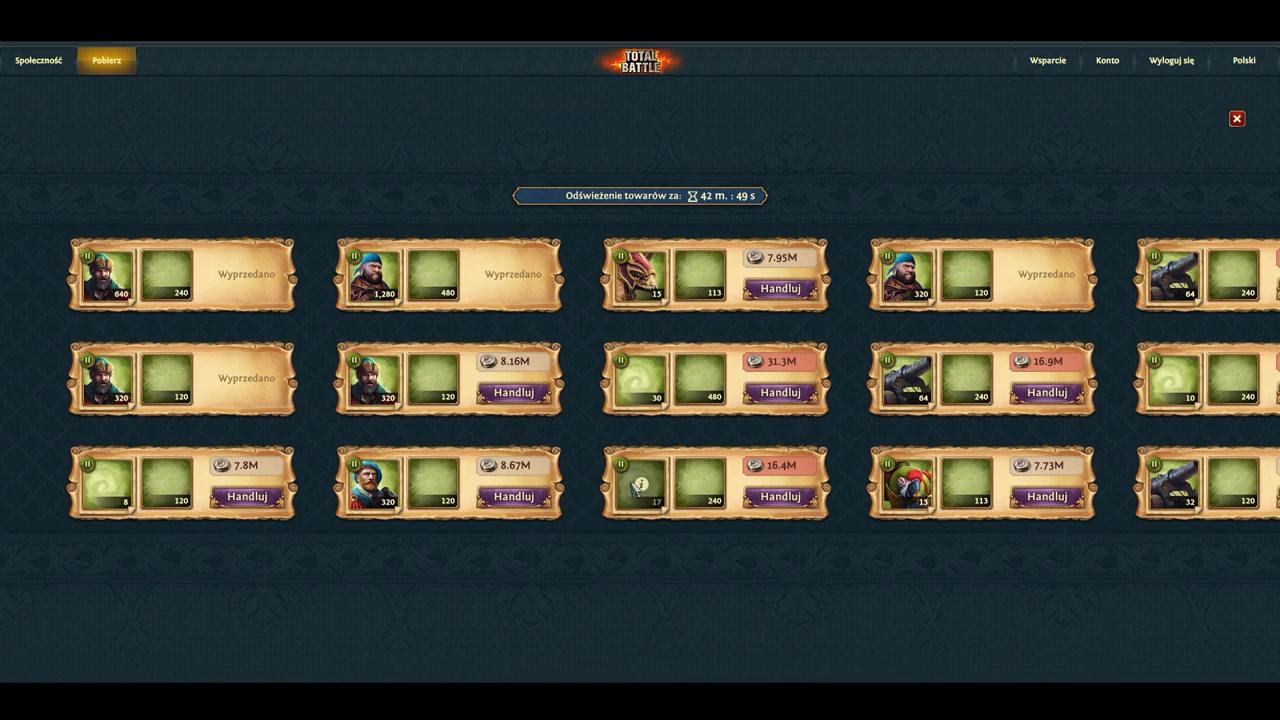 Społeczność Pobierz TOTAL BATTLE Wsparcie Konto Wyloguj się Polski
Odświeżenie towarów za: 42 m. : 49 s
640 240 Wyprzedano
1,280 480 Wyprzedano
15 113 7.95M Handluj
320 120 Wyprzedano
64 240
320 120 Wyprzedano
320 120 8.16M Handluj
30 480 31.3M Handluj
64 240 16.9M Handluj
10 240
8 120 7.8M Handluj
320 120 8.67M Handluj
17 240 16.4M Handluj
15 113 7.73M Handluj
32 120